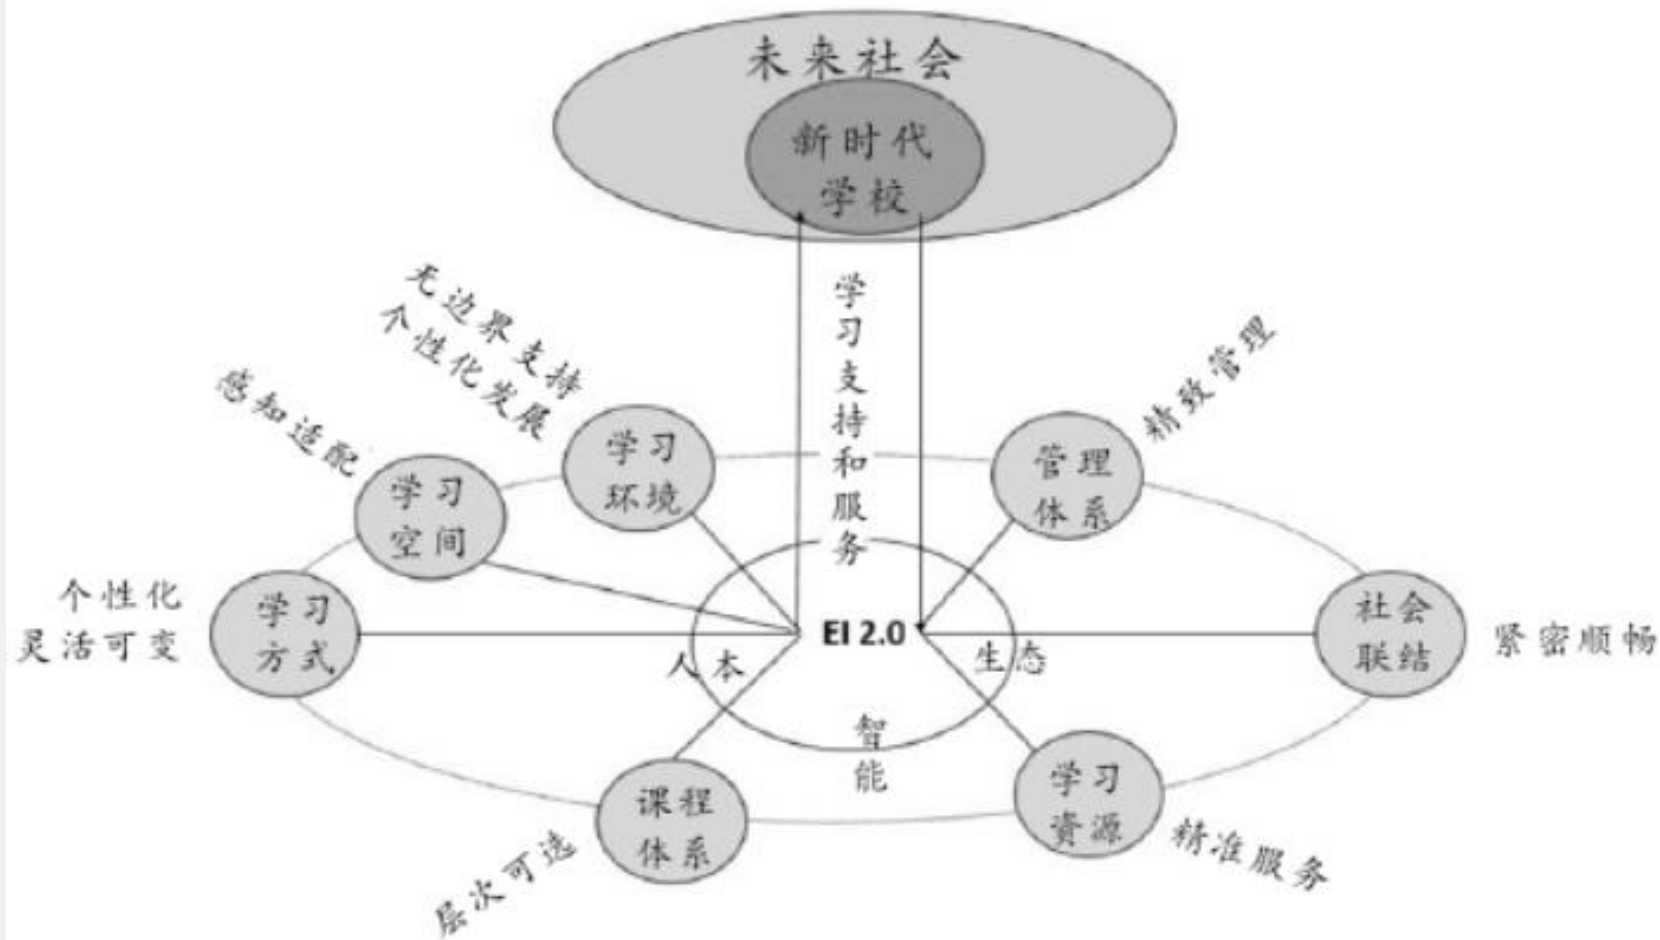 未来社会
新时代
学校
学习支持和服务
无边界支持
个性化发展
感知适配
精致管理
学习
环境
学习
空间
管理
体系
个性化
灵活可变
学习
方式
EI 2.0
人本
生态
智能
社会
联结
紧密顺畅
课程
体系
层次可选
学习
资源
精准服务